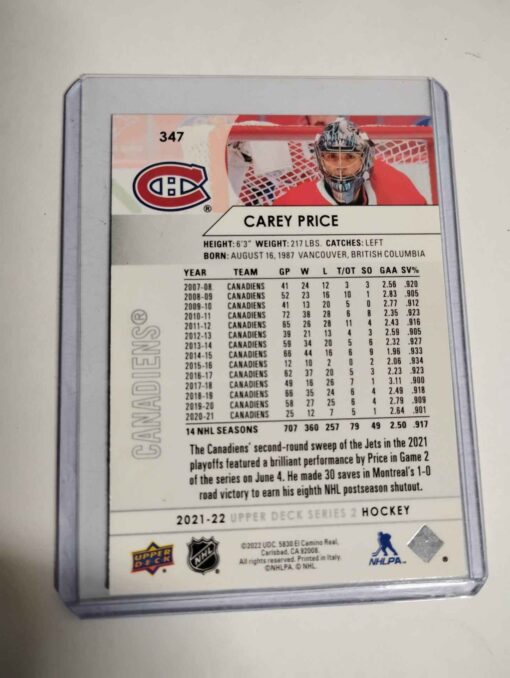 347
CAREY PRICE
HEIGHT: 6'3" WEIGHT: 217 LBS. CATCHES: LEFT
BORN: AUGUST 16, 1987 VANCOUVER, BRITISH COLUMBIA
YEAR TEAM GP W L T/OT SO GAA SV%
2007-08 CANADIENS 41 24 12 3 3 2.56 .920
2008-09 CANADIENS 52 23 16 10 1 2.83 .905
2009-10 CANADIENS 41 13 20 5 0 2.77 .912
2010-11 CANADIENS 72 38 28 6 8 2.35 .923
2011-12 CANADIENS 65 26 28 11 4 2.43 .916
2012-13 CANADIENS 39 21 13 4 3 2.59 .905
2013-14 CANADIENS 59 34 20 5 6 2.32 .927
2014-15 CANADIENS 66 44 16 6 9 1.96 .933
2015-16 CANADIENS 12 10 2 0 2 2.06 .934
2016-17 CANADIENS 62 37 20 5 3 2.23 .923
2017-18 CANADIENS 49 16 26 7 1 3.11 .900
2018-19 CANADIENS 66 35 24 6 4 2.49 .918
2019-20 CANADIENS 58 27 25 6 4 2.79 .909
2020-21 CANADIENS 25 12 7 5 1 2.64 .901
14 NHL SEASONS 707 360 257 79 49 2.50 .917
CANADIENS®
The Canadiens' second-round sweep of the Jets in the 2021
playoffs featured a brilliant performance by Price in Game 2
of the series on June 4. He made 30 saves in Montreal's 1-0
road victory to earn his eighth NHL postseason shutout.
2021-22 UPPER DECK SERIES 2 HOCKEY
©2022 UDC. 5830 El Camino Real,
Carlsbad, CA 92008.
All rights reserved. Printed in Italy.
©NHLPA. © NHL.
UPPER DECK
NHL
NHLPA